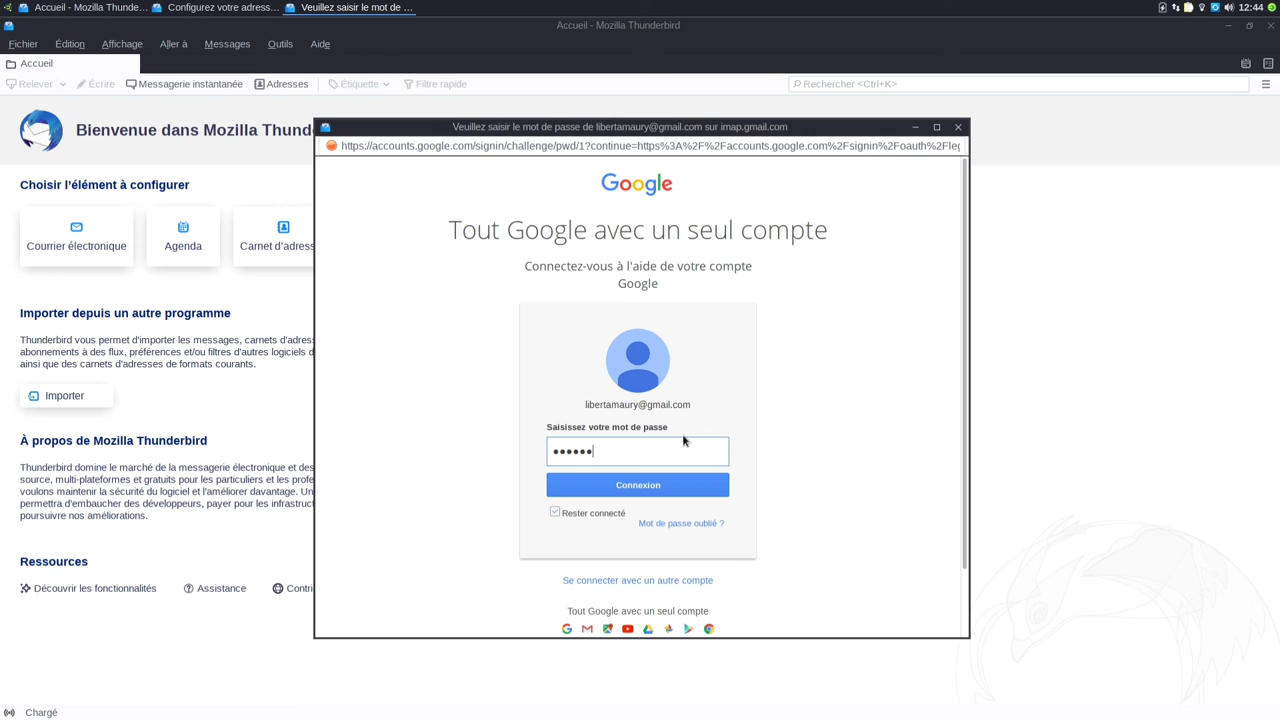 Accueil - Mozilla Thunde... Configurez votre adress... Veuillez saisir le mot de ... 12:44
Accueil - Mozilla Thunderbird
Fichier Édition Affichage Aller à Messages Outils Aide
Accueil
Relever Écrire Messagerie instantanée Adresses Étiquette Filtre rapide Rechercher <Ctrl+K>
Bienvenue dans Mozilla Thund
Choisir l'élément à configurer
Courrier électronique Agenda Carnet d'adress
Importer depuis un autre programme
Thunderbird vous permet d'importer les messages, carnets d'adres
abonnements à des flux, préférences et/ou filtres d'autres logiciels d
ainsi que des carnets d'adresses de formats courants.
Importer
À propos de Mozilla Thunderbird
Thunderbird domine le marché de la messagerie électronique et des
source, multi-plateformes et gratuits pour les particuliers et les profe
voulons maintenir la sécurité du logiciel et l'améliorer davantage. Un
permettra d'embaucher des développeurs, payer pour les infrastruct
poursuivre nos améliorations.
Ressources
Découvrir les fonctionnalités Assistance Contri
Chargé
Veuillez saisir le mot de passe de libertamaury@gmail.com sur imap.gmail.com
https://accounts.google.com/signin/challenge/pwd/1?continue=https%3A%2F%2Faccounts.google.com%2Fsignin%2Foauth%2Fleg
Google
Tout Google avec un seul compte
Connectez-vous à l'aide de votre compte
Google
libertamaury@gmail.com
Saisissez votre mot de passe
••••••
Connexion
Rester connecté
Mot de passe oublié ?
Se connecter avec un autre compte
Tout Google avec un seul compte